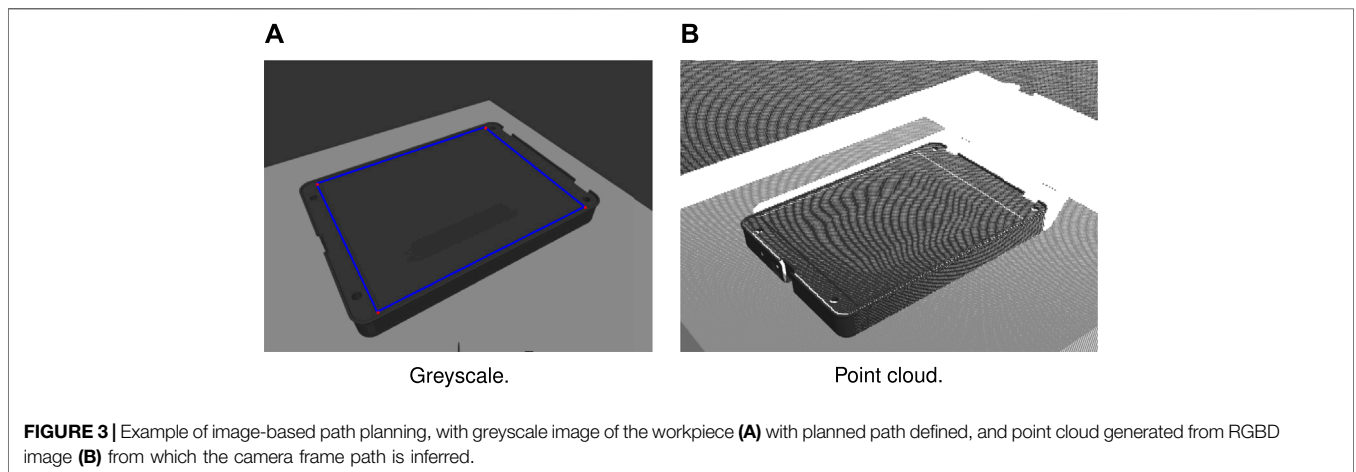 A
B
Greyscale.
Point cloud.
FIGURE 3 | Example of image-based path planning, with greyscale image of the workpiece (A) with planned path defined, and point cloud generated from RGBD
image (B) from which the camera frame path is inferred.